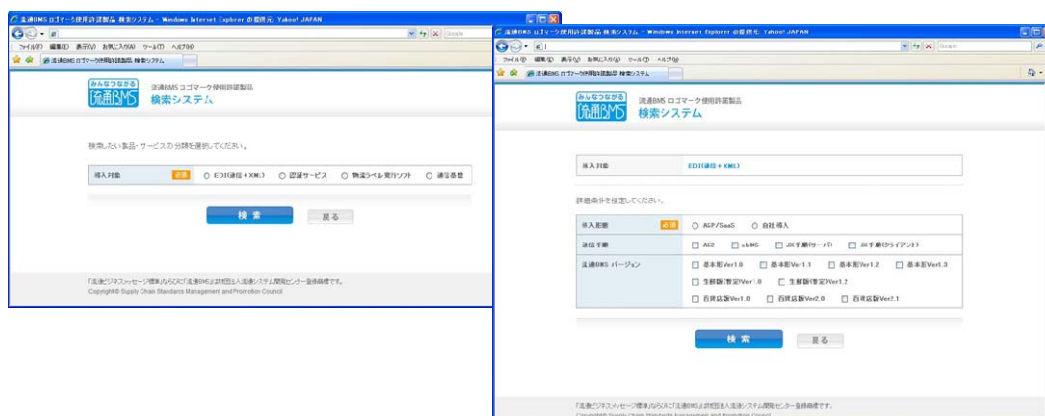 流通BMS ロゴマーク使用許諾製品 検索システム - Windows Internet Explorer の提供元 Yahoo! JAPAN
ファイル(F) 編集(E) 表示(V) お気に入り(A) ツール(T) ヘルプ(H)
流通BMS ロゴマーク使用許諾製品 検索システム
みんなつながる
流通BMS
流通BMS ロゴマーク使用許諾製品
検索システム
検索したい製品・サービスの分類を選択してください。
導入対象 必須 EDI(通信+XML) 認証サービス 物流ラベル発行ソフト 通信基盤
検索 戻る
「流通ビジネスメッセージ標準」ならびに「流通BMS」は財団法人流通システム開発センター登録商標です。
Copyright© Supply Chain Standards Management and Promotion Council
流通BMS ロゴマーク使用許諾製品 検索システム - Windows Internet Explorer の提供元 Yahoo! JAPAN
ファイル(F) 編集(E) 表示(V) お気に入り(A) ツール(T) ヘルプ(H)
流通BMS ロゴマーク使用許諾製品 検索システム
みんなつながる
流通BMS
流通BMS ロゴマーク使用許諾製品
検索システム
導入対象 EDI(通信+XML)
詳細条件を指定してください。
導入形態 必須 ASP/SaaS 自社導入
通信手順 AS2 ebMS JX手順(サーバ) JX手順(クライアント)
流通BMS バージョン 基本形Ver1.0 基本形Ver1.1 基本形Ver1.2 基本形Ver1.3
生鮮版(暫定)Ver1.0 生鮮版(暫定)Ver1.2
百貨店版Ver1.0 百貨店版Ver2.0 百貨店版Ver2.1
検索 戻る
「流通ビジネスメッセージ標準」ならびに「流通BMS」は財団法人流通システム開発センター登録商標です。
Copyright© Supply Chain Standards Management and Promotion Council